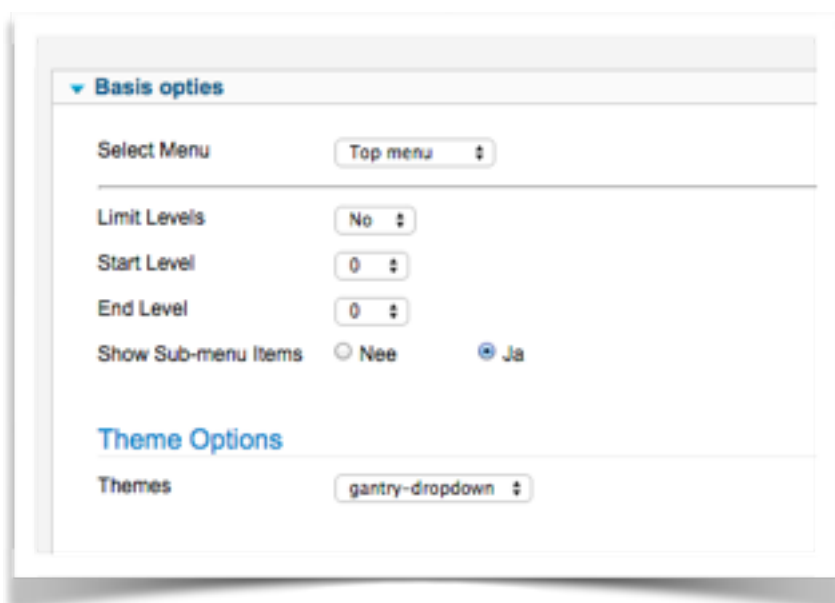 Basis opties
Select Menu Top menu
Limit Levels No
Start Level 0
End Level 0
Show Sub-menu Items Nee Ja
Theme Options
Themes gantry-dropdown